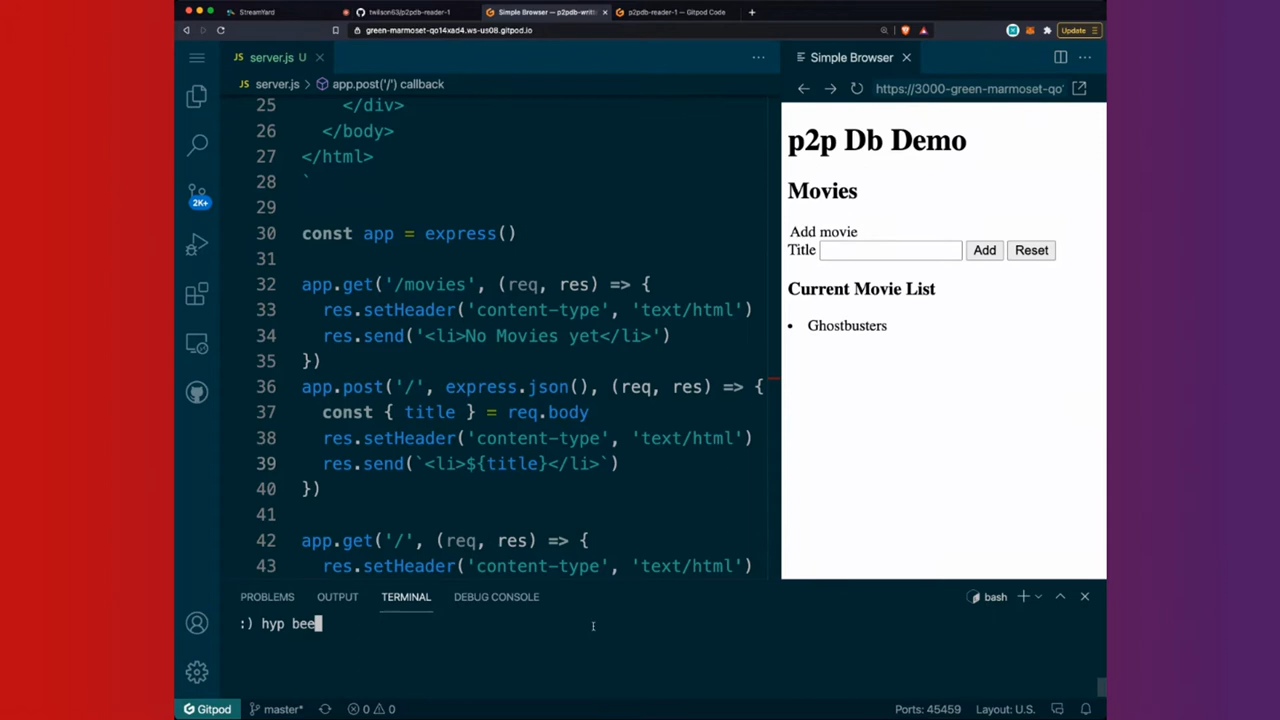 StreamYard
twilson63/p2pdb-reader-1
Simple Browser — p2pdb-write
p2pdb-reader-1 — Gitpod Code
green-marmoset-qo14xad4.ws-us08.gitpod.io
Update
JS server.js U
Simple Browser
JS server.js > app.post('/') callback
https://3000-green-marmoset-qo'
25 </div>
26 </body>
27 </html>
28 `
29
30 const app = express()
31
32 app.get('/movies', (req, res) => {
33 res.setHeader('content-type', 'text/html')
34 res.send('<li>No Movies yet</li>')
35 })
36 app.post('/', express.json(), (req, res) => {
37 const { title } = req.body
38 res.setHeader('content-type', 'text/html')
39 res.send(`<li>${title}</li>`)
40 })
41
42 app.get('/', (req, res) => {
43 res.setHeader('content-type', 'text/html')
p2p Db Demo
Movies
Add movie
Title Add Reset
Current Movie List
• Ghostbusters
2K+
PROBLEMS OUTPUT TERMINAL DEBUG CONSOLE
bash
:) hyp bee
Gitpod master* 0 0
Ports: 45459 Layout: U.S.